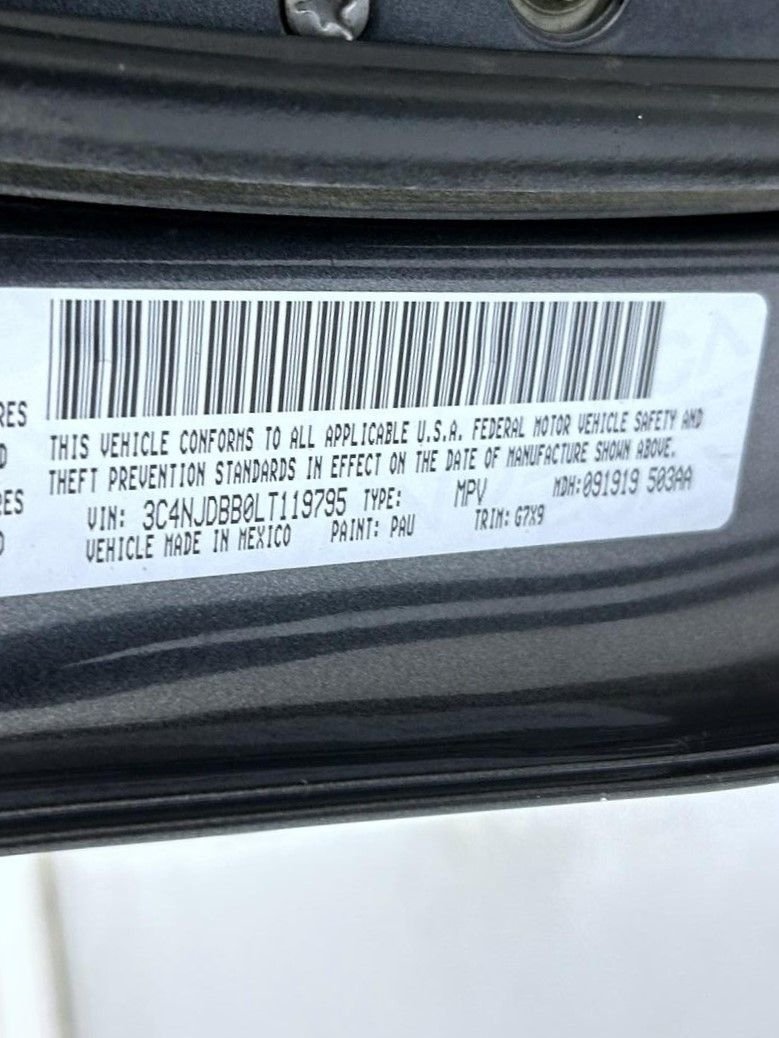 RES
THIS VEHICLE CONFORMS TO ALL APPLICABLE U.S.A. FEDERAL MOTOR VEHICLE SAFETY AND
D
THEFT PREVENTION STANDARDS IN EFFECT ON THE DATE OF MANUFACTURE SHOWN ABOVE.
RES
VIN: 3C4NJDBB0LT119795 TYPE: MPV MDH:091919 503AA
VEHICLE MADE IN MEXICO PAINT: PAU TRIM: G7X9